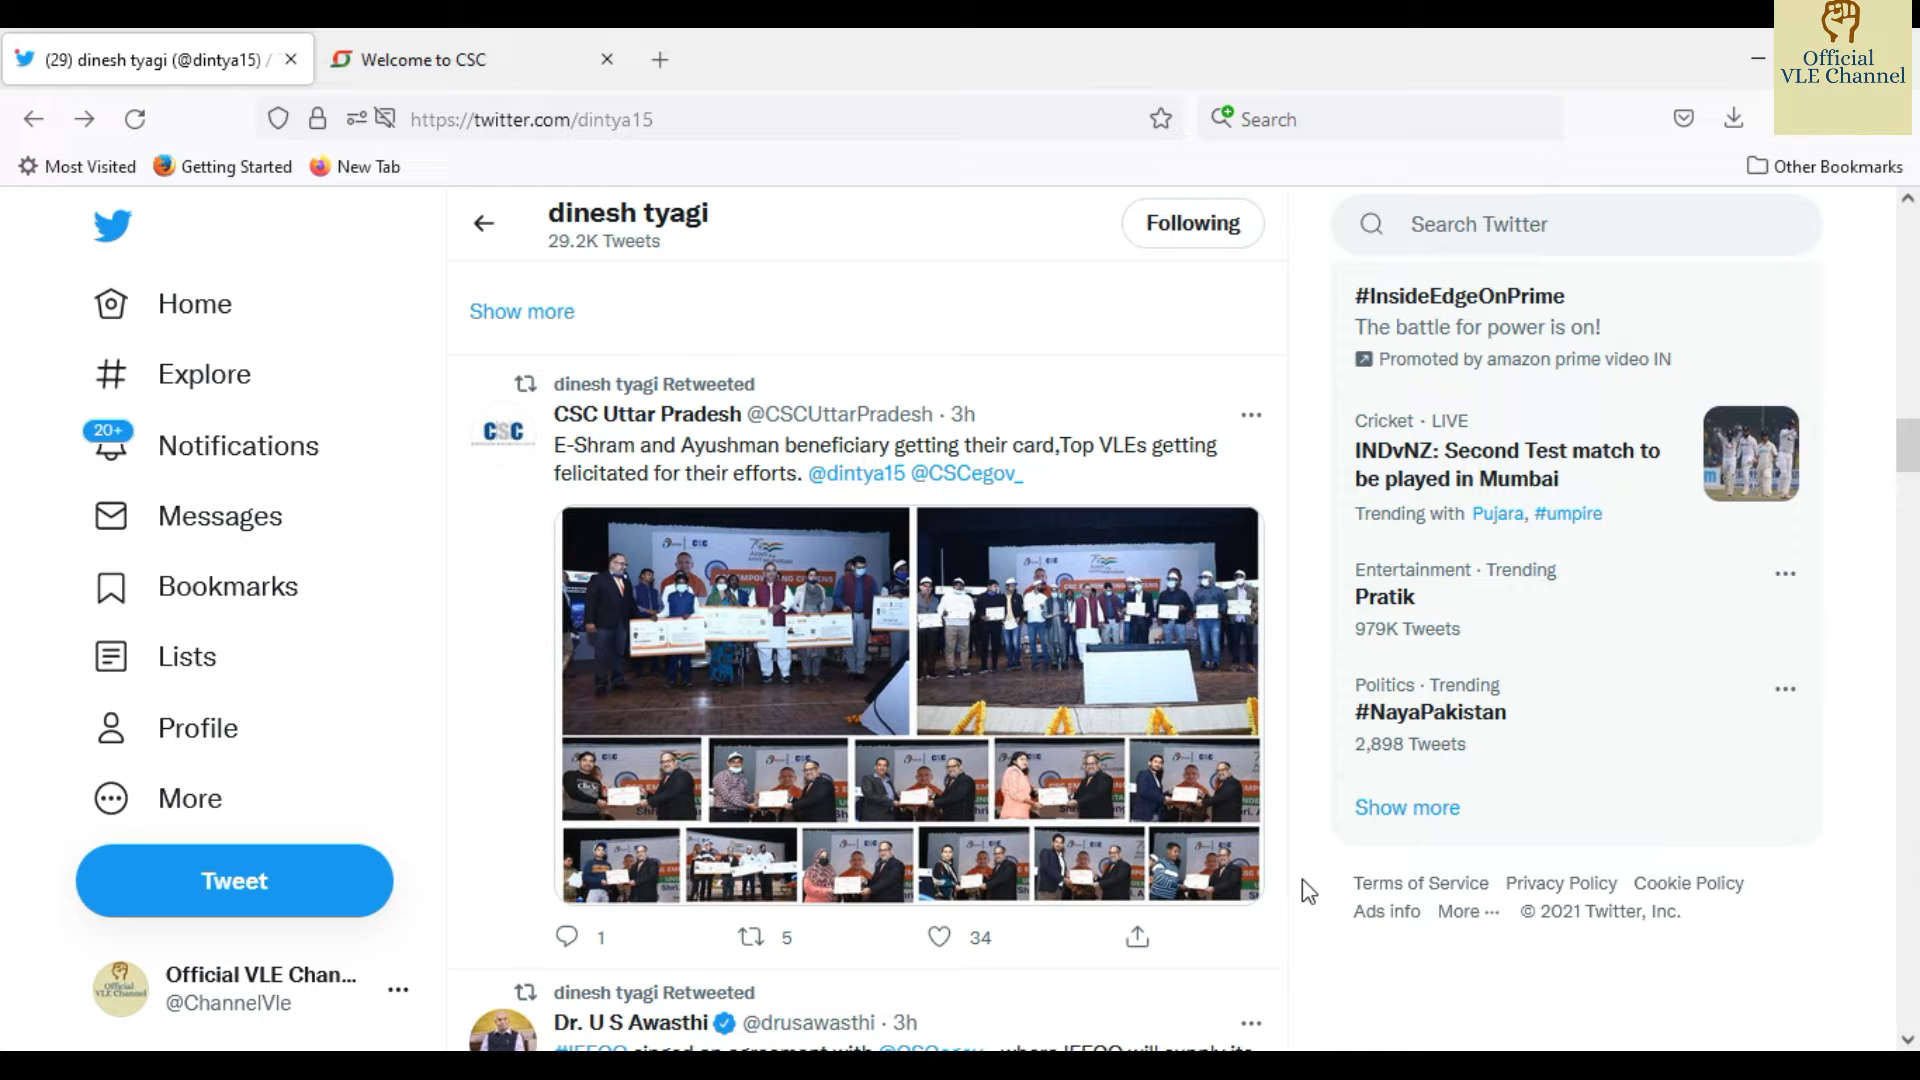 Official
VLE Channel
(29) dinesh tyagi (@dintya15) /
Welcome to CSC
https://twitter.com/dintya15
Search
Most Visited
Getting Started
New Tab
Other Bookmarks
Home
Explore
20+
Notifications
Messages
Bookmarks
Lists
Profile
More
Tweet
Official VLE Chan...
@ChannelVle
dinesh tyagi
29.2K Tweets
Following
Show more
dinesh tyagi Retweeted
CSC Uttar Pradesh @CSCUttarPradesh · 3h
CSC
E-Shram and Ayushman beneficiary getting their card,Top VLEs getting
felicitated for their efforts. @dintya15 @CSCegov_
1
5
34
dinesh tyagi Retweeted
Dr. U S Awasthi @drusawasthi · 3h
Search Twitter
#InsideEdgeOnPrime
The battle for power is on!
Promoted by amazon prime video IN
Cricket · LIVE
INDvNZ: Second Test match to
be played in Mumbai
Trending with Pujara, #umpire
Entertainment · Trending
Pratik
979K Tweets
Politics · Trending
#NayaPakistan
2,898 Tweets
Show more
Terms of Service Privacy Policy Cookie Policy
Ads info More ··· © 2021 Twitter, Inc.